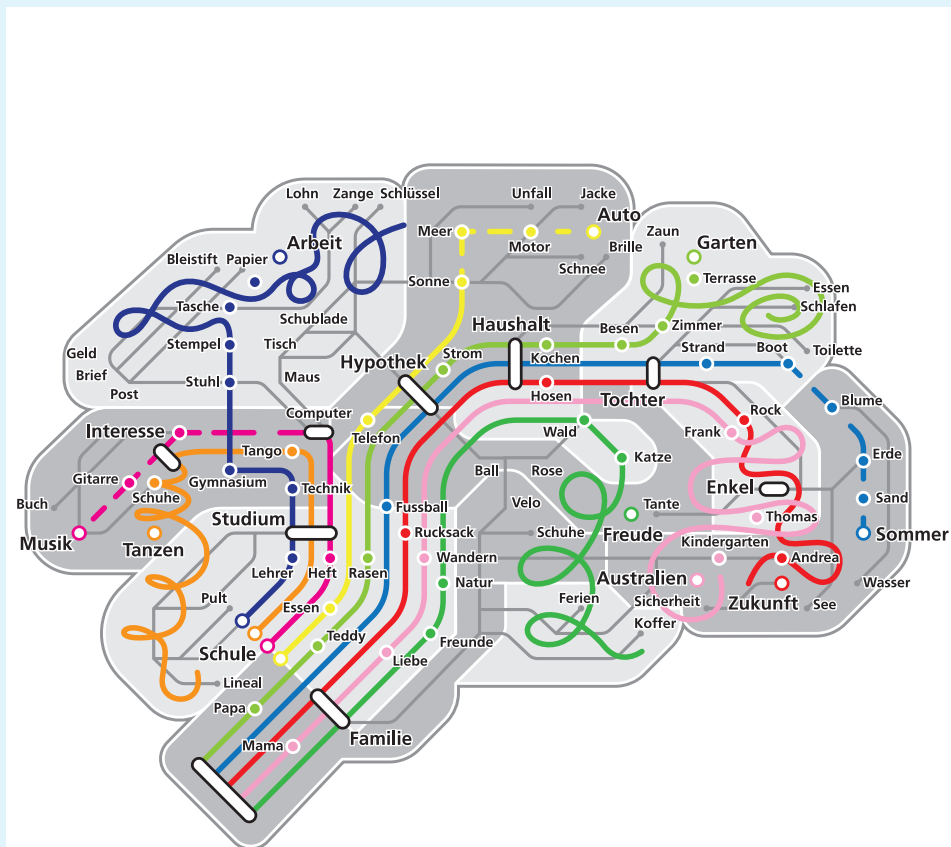 Lohn
Zange
Schlüssel
Unfall
Jacke
Auto
Meer
Motor
Brille
Zaun
Garten
Arbeit
Bleistift
Papier
Schnee
Sonne
Terrasse
Essen
Schlafen
Tasche
Schublade
Haushalt
Besen
Zimmer
Stempel
Tisch
Strom
Kochen
Strand
Boot
Toilette
Geld
Hypothek
Brief
Stuhl
Maus
Post
Hosen
Tochter
Blume
Computer
Rock
Interesse
Telefon
Wald
Frank
Tango
Katze
Erde
Gitarre
Gymnasium
Ball
Rose
Schuhe
Technik
Enkel
Buch
Fussball
Velo
Tante
Sand
Musik
Tanzen
Studium
Rucksack
Schuhe
Freude
Thomas
Sommer
Kindergarten
Lehrer
Heft
Rasen
Wandern
Andrea
Australien
Natur
Wasser
Pult
Essen
Ferien
Sicherheit
Zukunft
See
Koffer
Teddy
Freunde
Schule
Liebe
Lineal
Papa
Familie
Mama